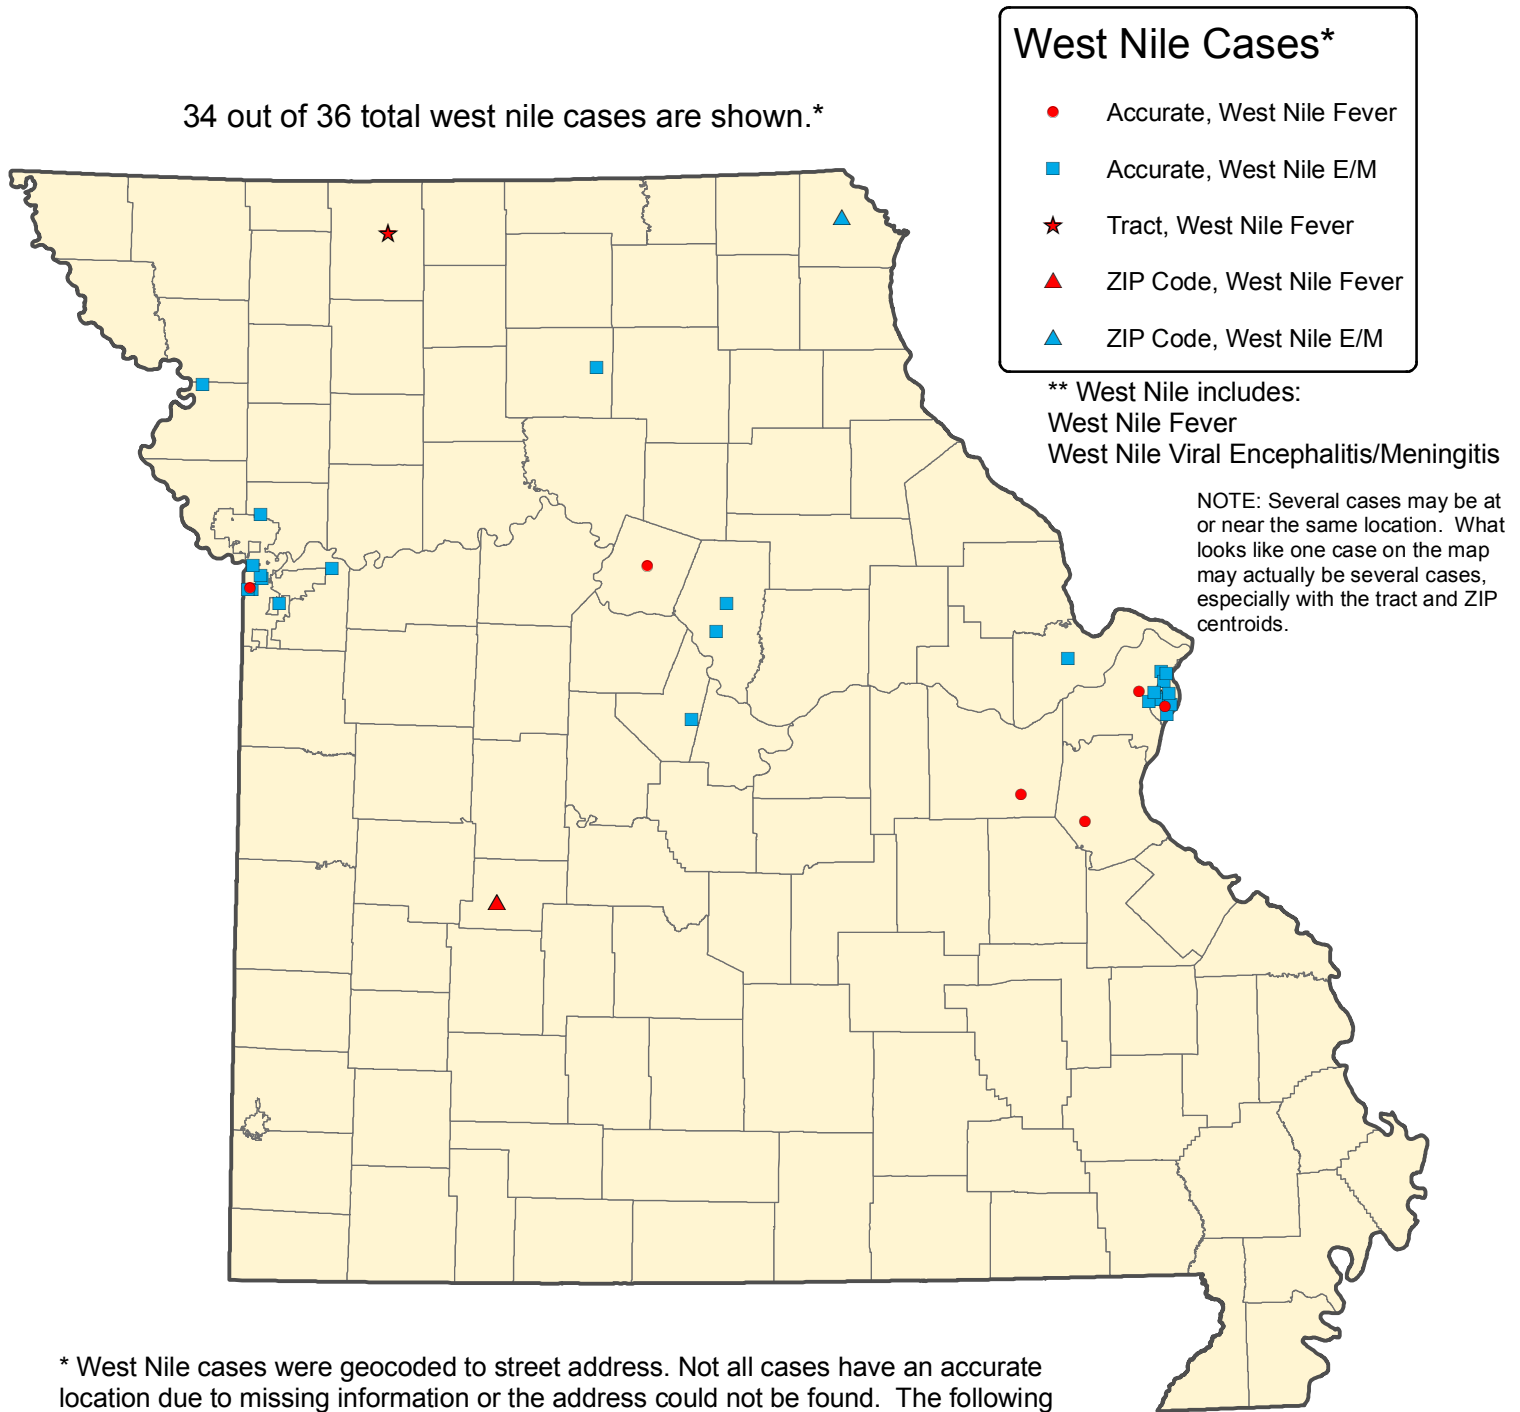 West Nile Cases*
34 out of 36 total west nile cases are shown.*
Accurate, West Nile Fever
Accurate, West Nile E/M
Tract, West Nile Fever
ZIP Code, West Nile Fever
ZIP Code, West Nile E/M
** West Nile includes:
West Nile Fever
West Nile Viral Encephalitis/Meningitis
NOTE: Several cases may be at
or near the same location.  What
looks like one case on the map
may actually be several cases,
especially with the tract and ZIP
centroids.
* West Nile cases were geocoded to street address. Not all cases have an accurate
location due to missing information or the address could not be found.  The following